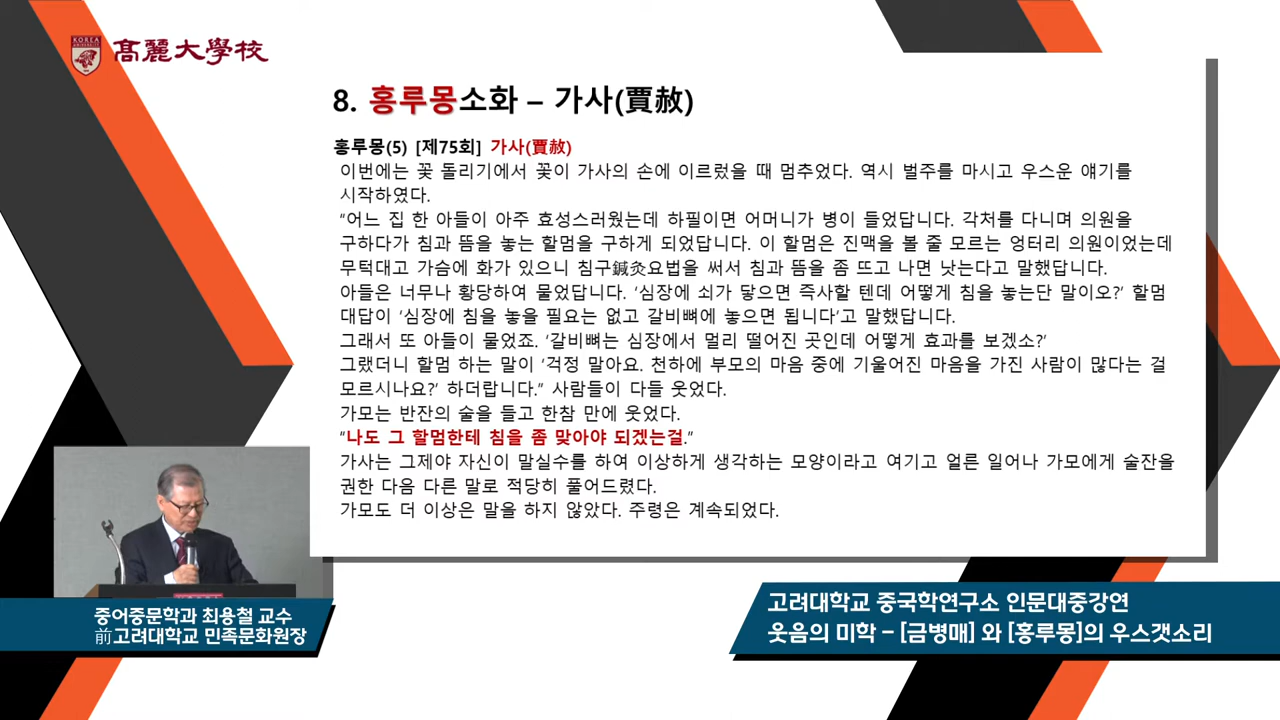 KOREA
UNIVERSITY
高麗大學校
8. 홍루몽소화 – 가사(賈赦)
홍루몽(5) [제75회] 가사(賈赦)
이번에는 꽃 돌리기에서 꽃이 가사의 손에 이르렀을 때 멈추었다. 역시 벌주를 마시고 우스운 얘기를
시작하였다.
“어느 집 한 아들이 아주 효성스러웠는데 하필이면 어머니가 병이 들었답니다. 각처를 다니며 의원을
구하다가 침과 뜸을 놓는 할멈을 구하게 되었답니다. 이 할멈은 진맥을 볼 줄 모르는 엉터리 의원이었는데
무턱대고 가슴에 화가 있으니 침구鍼灸요법을 써서 침과 뜸을 좀 뜨고 나면 낫는다고 말했답니다.
아들은 너무나 황당하여 물었답니다. ‘심장에 쇠가 닿으면 즉사할 텐데 어떻게 침을 놓는단 말이오?’ 할멈
대답이 ‘심장에 침을 놓을 필요는 없고 갈비뼈에 놓으면 됩니다’고 말했답니다.
그래서 또 아들이 물었죠. ‘갈비뼈는 심장에서 멀리 떨어진 곳인데 어떻게 효과를 보겠소?’
그랬더니 할멈 하는 말이 ‘걱정 말아요. 천하에 부모의 마음 중에 기울어진 마음을 가진 사람이 많다는 걸
모르시나요?’ 하더랍니다.” 사람들이 다들 웃었다.
가모는 반잔의 술을 들고 한참 만에 웃었다.
“나도 그 할멈한테 침을 좀 맞아야 되겠는걸.”
가사는 그제야 자신이 말실수를 하여 이상하게 생각하는 모양이라고 여기고 얼른 일어나 가모에게 술잔을
권한 다음 다른 말로 적당히 풀어드렸다.
가모도 더 이상은 말을 하지 않았다. 주령은 계속되었다.
중어중문학과 최용철 교수
前고려대학교 민족문화원장
고려대학교 중국학연구소 인문대중강연
웃음의 미학 – [금병매] 와 [홍루몽]의 우스갯소리